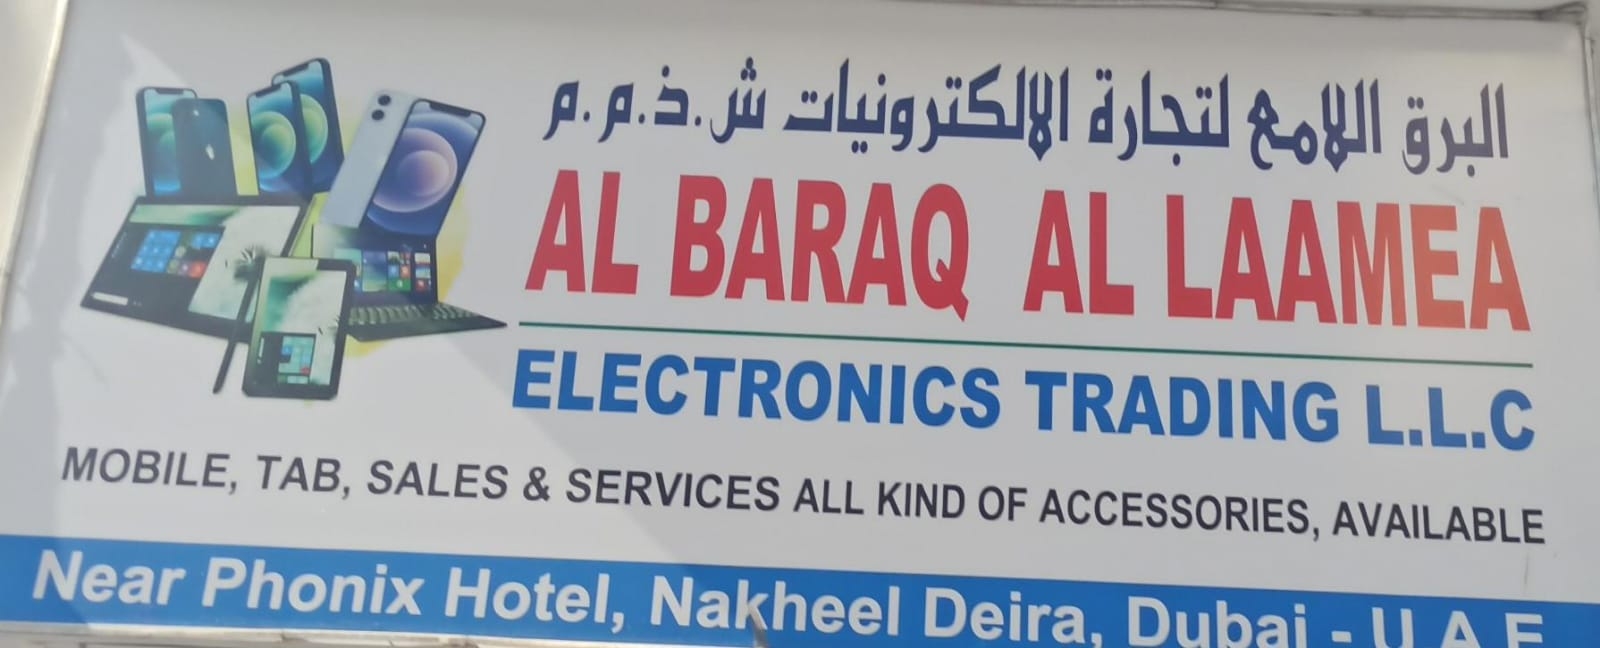 البرق اللامع لتجارة الالكترونيات ش.ذ.م.م
AL BARAQ AL LAAMEA
ELECTRONICS TRADING L.L.C
MOBILE, TAB, SALES & SERVICES ALL KIND OF ACCESSORIES, AVAILABLE
Near Phonix Hotel, Nakheel Deira, Dubai - U A E